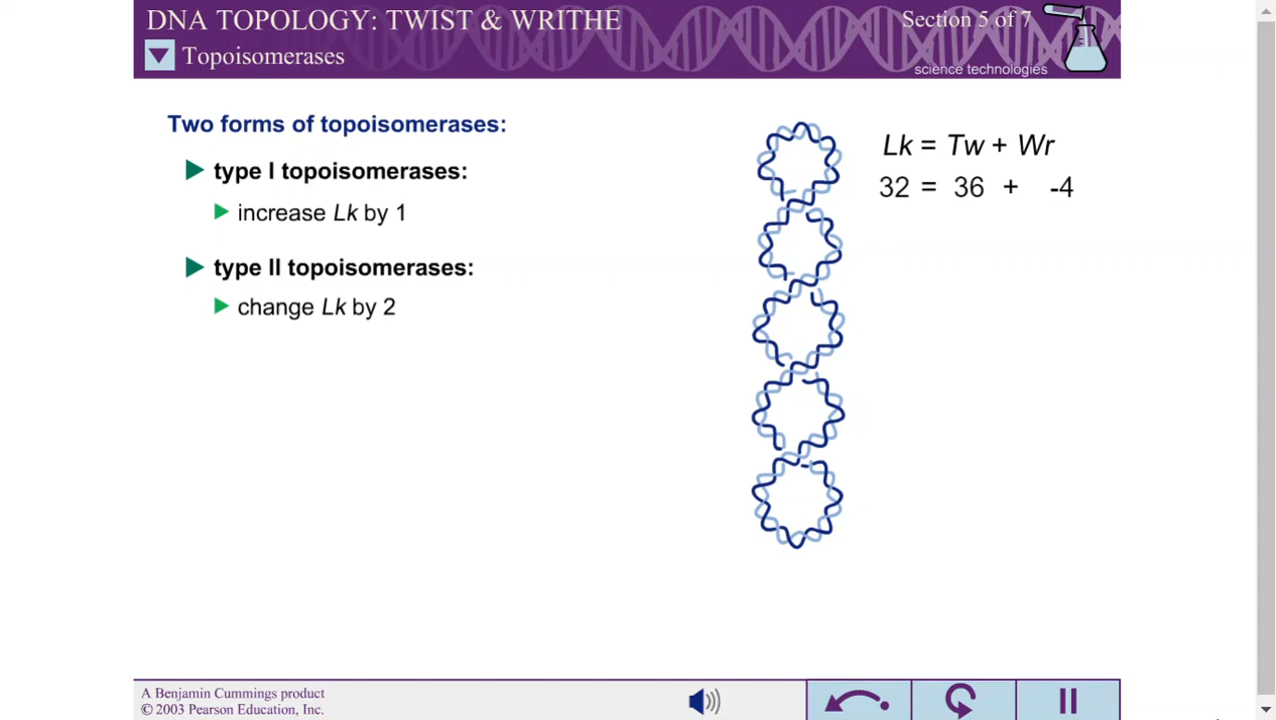 DNA TOPOLOGY: TWIST & WRITHE
Section 5 of 7
Topoisomerases
science technologies
Two forms of topoisomerases:
type I topoisomerases:
increase Lk by 1
type II topoisomerases:
change Lk by 2
Lk = Tw + Wr
32 = 36 + -4
A Benjamin Cummings product
© 2003 Pearson Education, Inc.